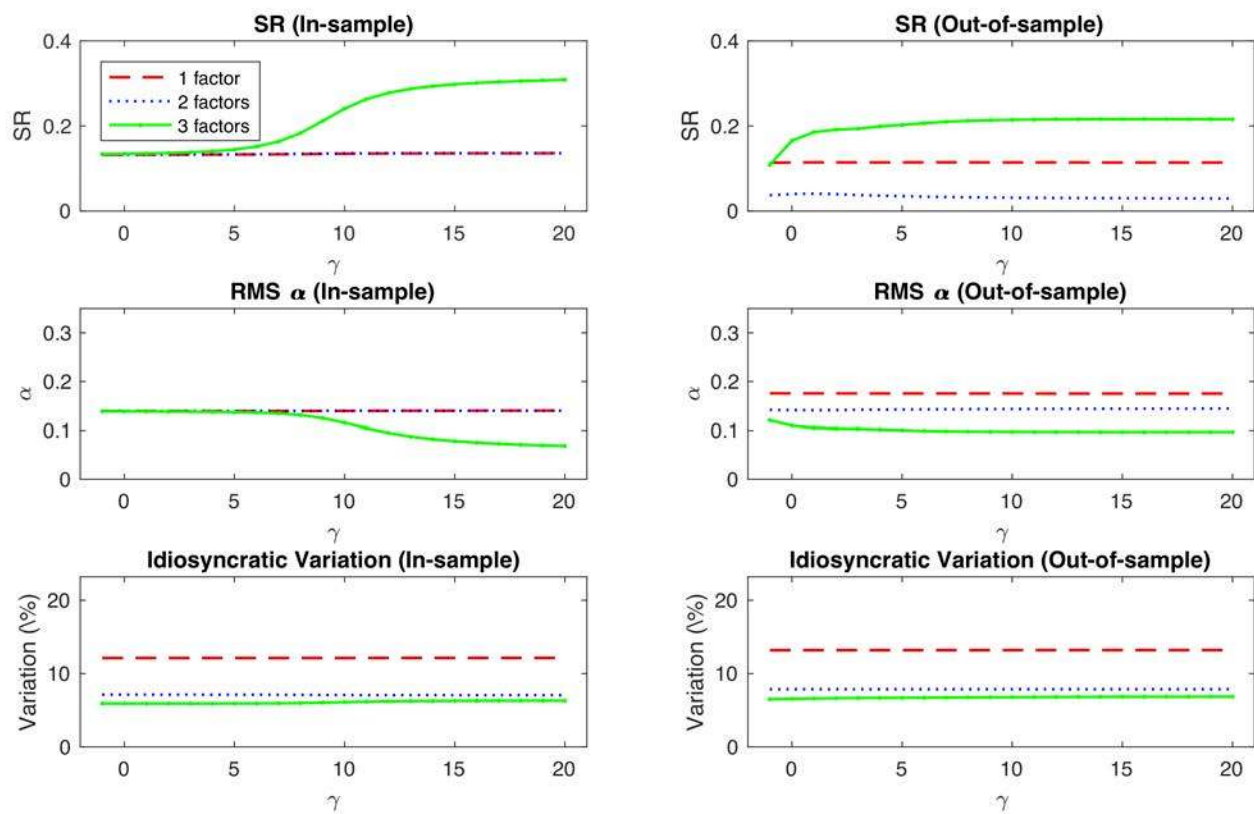 SR (In-sample)
0.4
0.2
0
SR
1 factor
2 factors
3 factors
0 5 10 15 20
γ
SR (Out-of-sample)
0.4
0.2
0
SR
0 5 10 15 20
γ
RMS α (In-sample)
0.3
0.2
0.1
0
α
0 5 10 15 20
γ
RMS α (Out-of-sample)
0.3
0.2
0.1
0
α
0 5 10 15 20
γ
Idiosyncratic Variation (In-sample)
20
10
0
Variation (\%)
0 5 10 15 20
γ
Idiosyncratic Variation (Out-of-sample)
20
10
0
Variation (\%)
0 5 10 15 20
γ